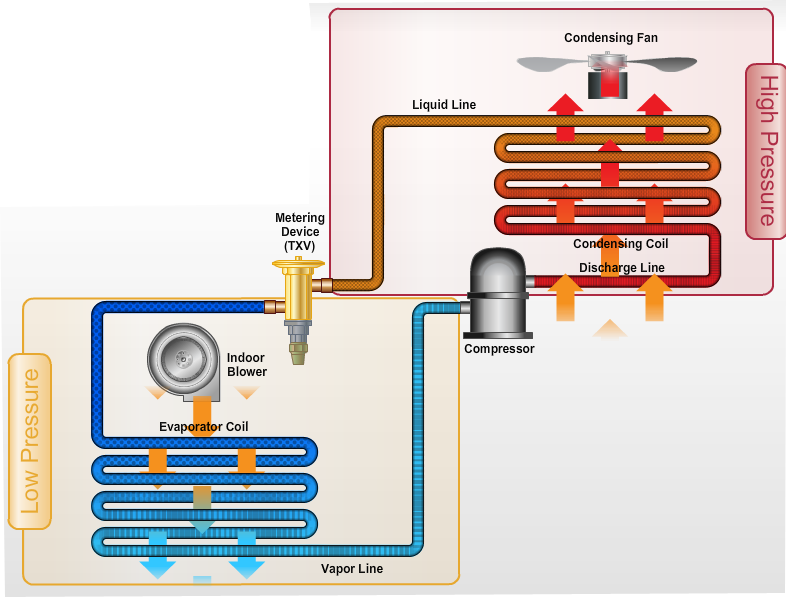 Condensing Fan
Liquid Line
High Pressure
Metering
Device
(TXV)
Condensing Coil
Discharge Line
Compressor
Indoor
Blower
Low Pressure
Evaporator Coil
Vapor Line